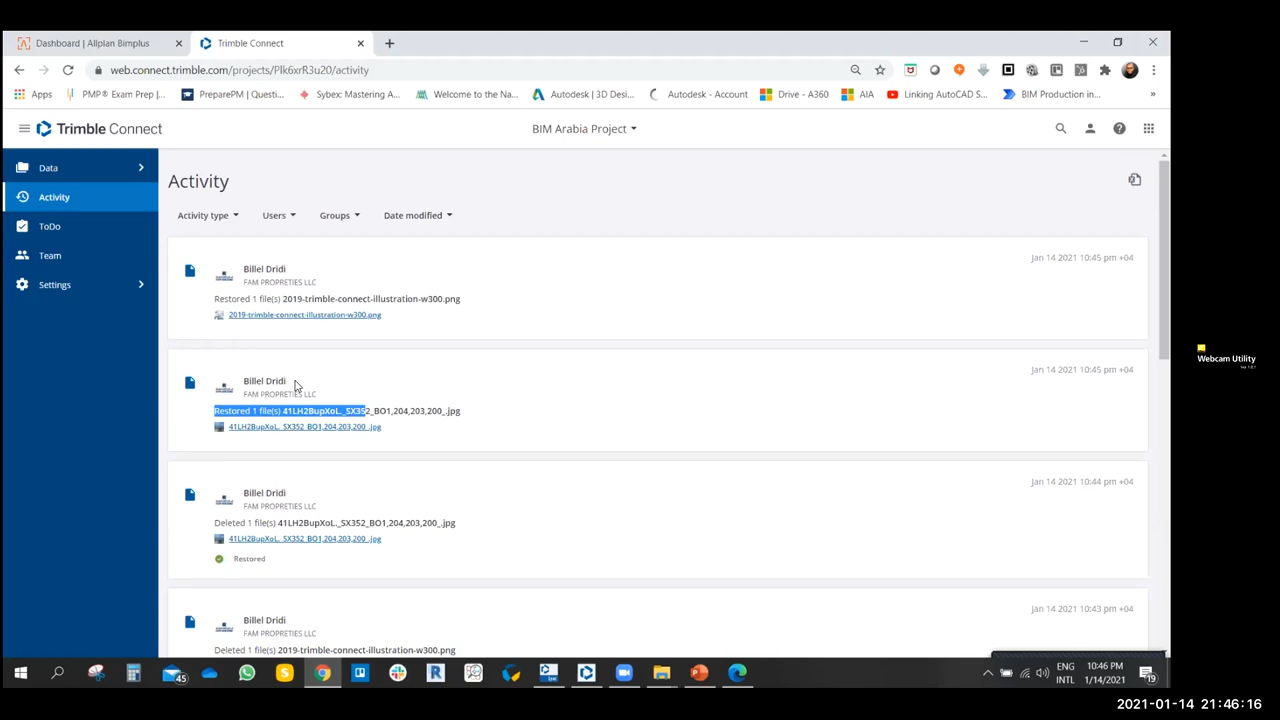 Dashboard | Allplan Bimplus
Trimble Connect
web.connect.trimble.com/projects/Plk6xrR3u20/activity
Apps
PMP® Exam Prep |...
PreparePM | Questi...
Sybex: Mastering A...
Welcome to the Na...
Autodesk | 3D Desi...
Autodesk - Account
Drive - A360
AIA
Linking AutoCAD S...
BIM Production in...
Trimble Connect
BIM Arabia Project
Data
Activity
ToDo
Team
Settings
Activity
Activity type
Users
Groups
Date modified
Billel Dridi
Jan 14 2021 10:45 pm +04
FAM PROPRETIES LLC
Restored 1 file(s) 2019-trimble-connect-illustration-w300.png
2019-trimble-connect-illustration-w300.png
Billel Dridi
Jan 14 2021 10:45 pm +04
FAM PROPRETIES LLC
Restored 1 file(s) 41LH2BupXoL._SX352_BO1,204,203,200_.jpg
41LH2BupXoL._SX352_BO1,204,203,200_.jpg
Billel Dridi
Jan 14 2021 10:44 pm +04
FAM PROPRETIES LLC
Deleted 1 file(s) 41LH2BupXoL._SX352_BO1,204,203,200_.jpg
41LH2BupXoL._SX352_BO1,204,203,200_.jpg
Restored
Billel Dridi
Jan 14 2021 10:43 pm +04
FAM PROPRETIES LLC
Deleted 1 file(s) 2019-trimble-connect-illustration-w300.png
Webcam Utility
45
ENG
INTL
10:46 PM
1/14/2021
19
2021-01-14 21:46:16